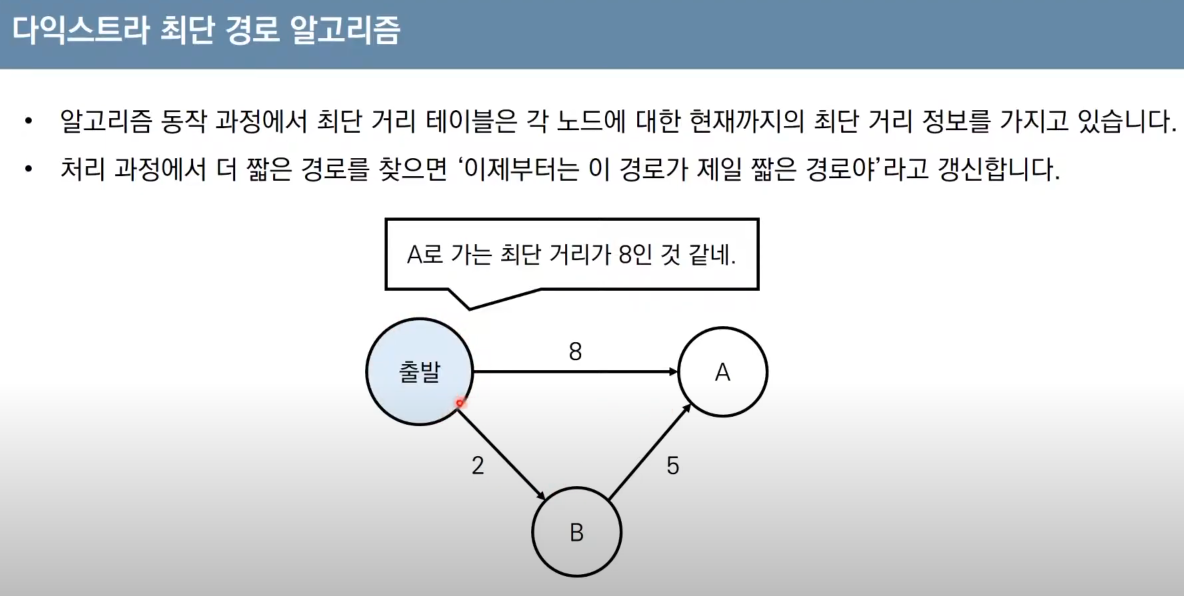 다익스트라 최단 경로 알고리즘
• 알고리즘 동작 과정에서 최단 거리 테이블은 각 노드에 대한 현재까지의 최단 거리 정보를 가지고 있습니다.
• 처리 과정에서 더 짧은 경로를 찾으면 ‘이제부터는 이 경로가 제일 짧은 경로야’라고 갱신합니다.
A로 가는 최단 거리가 8인 것 같네.
8
출발
A
2
5
B